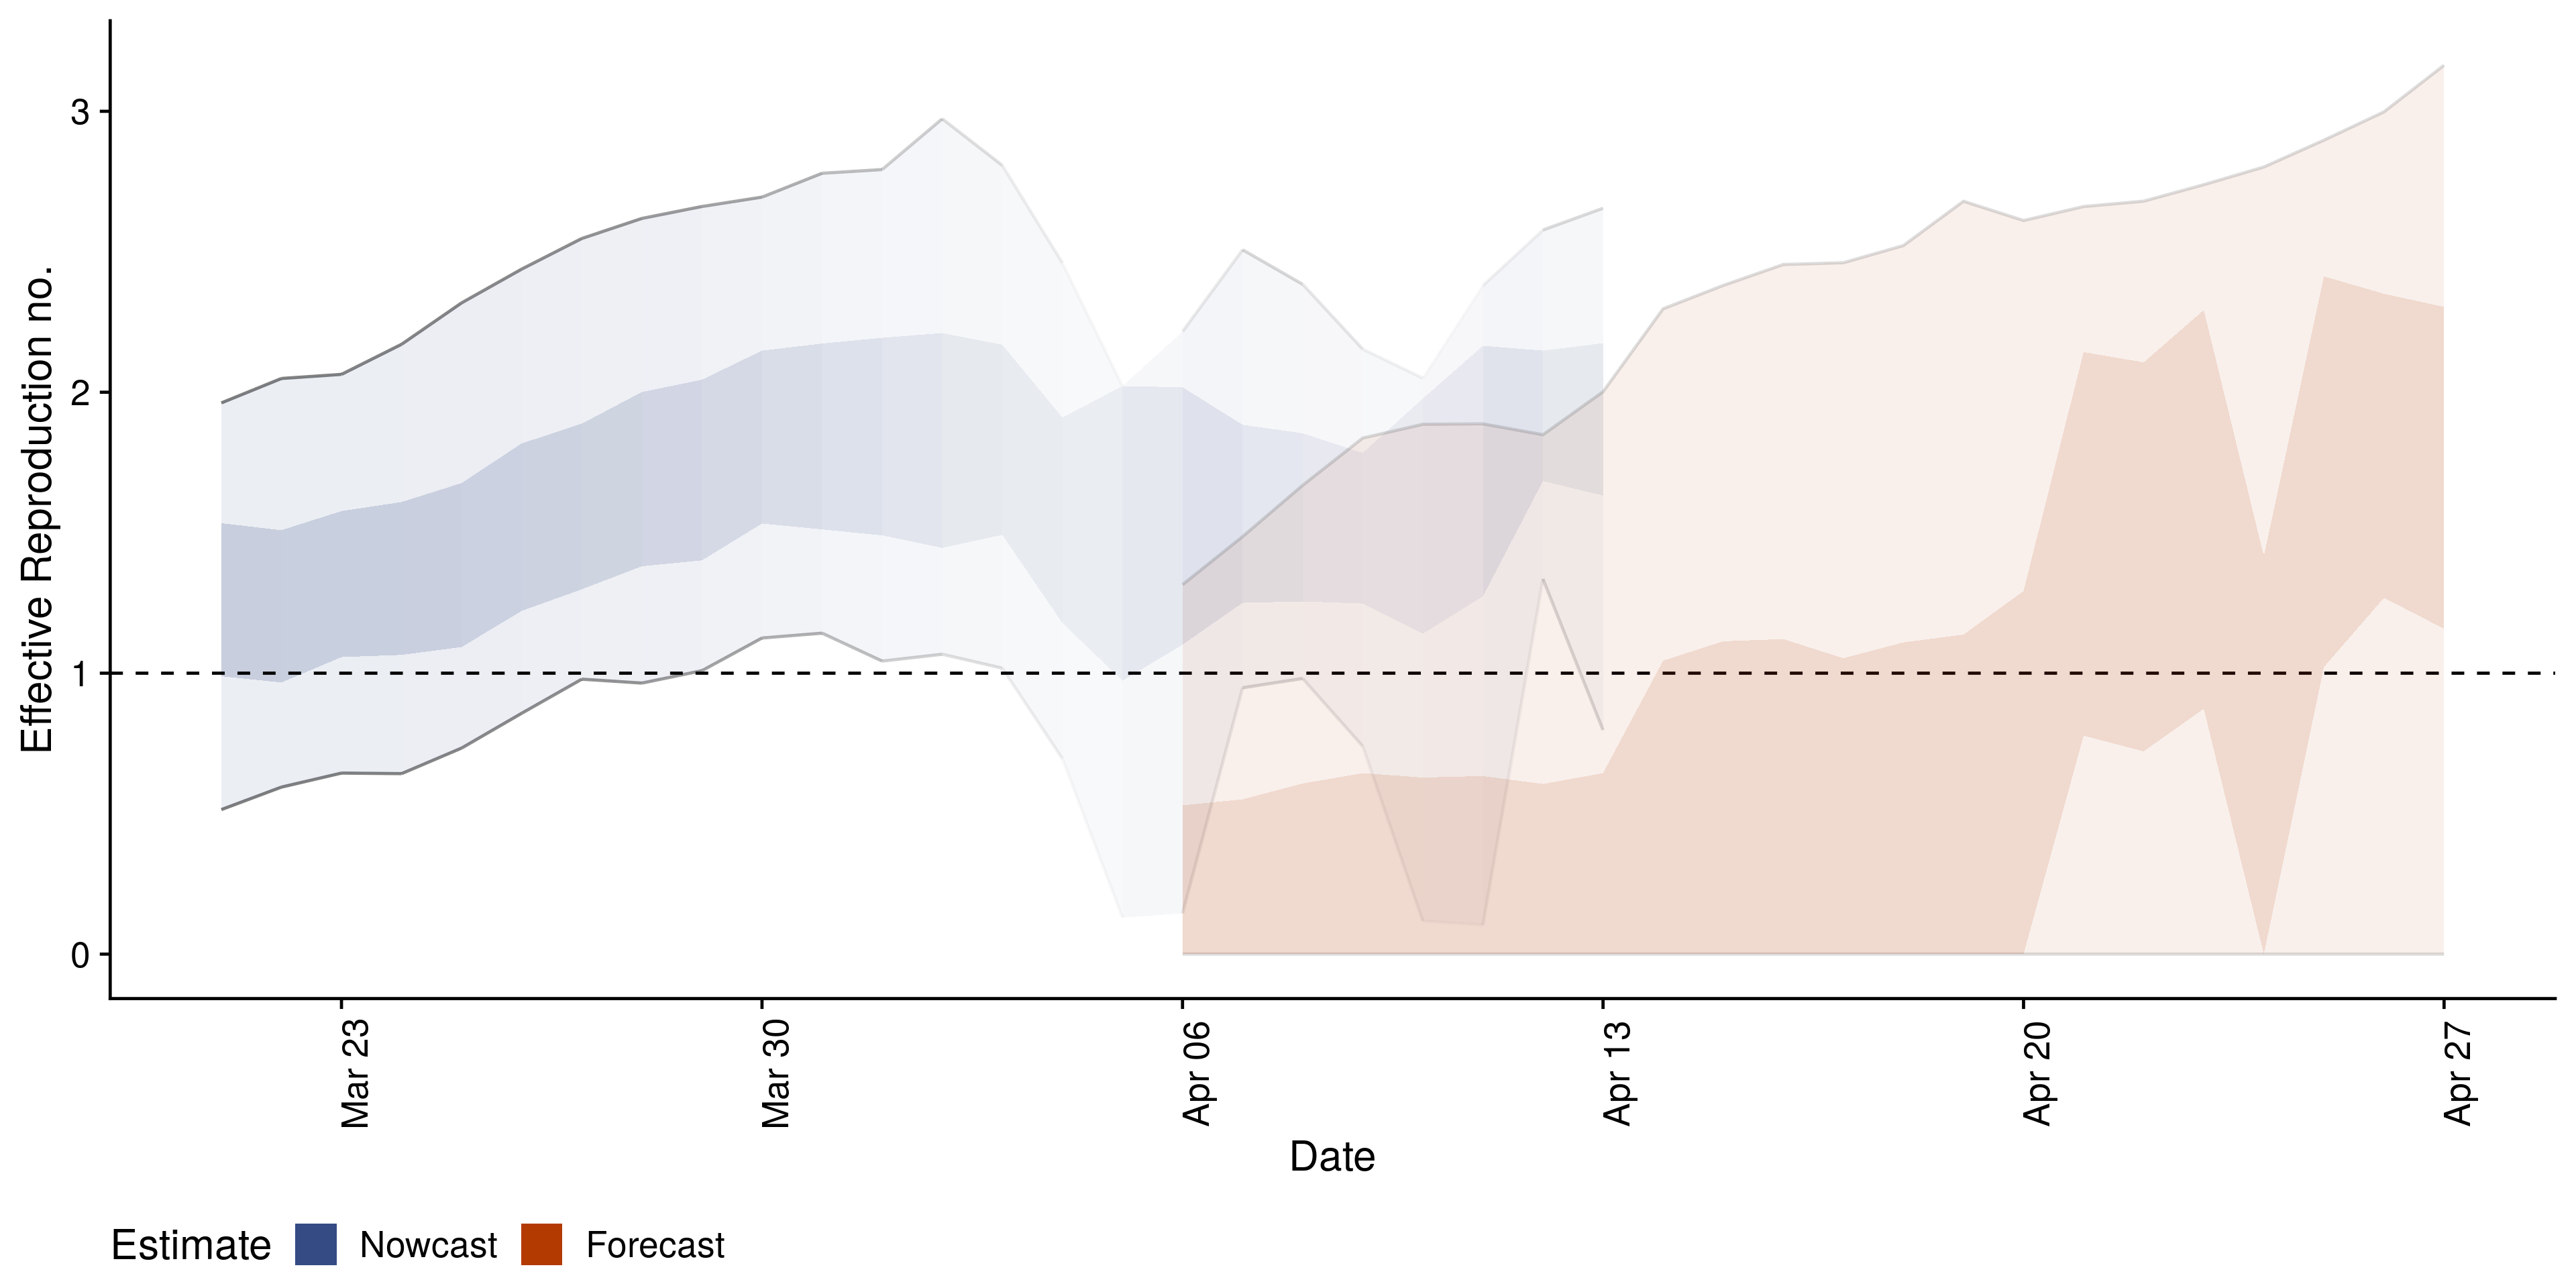 Effective Reproduction no.
3
2
1
0
Mar 23
Mar 30
Apr 06
Apr 13
Apr 20
Apr 27
Date
Estimate Nowcast Forecast